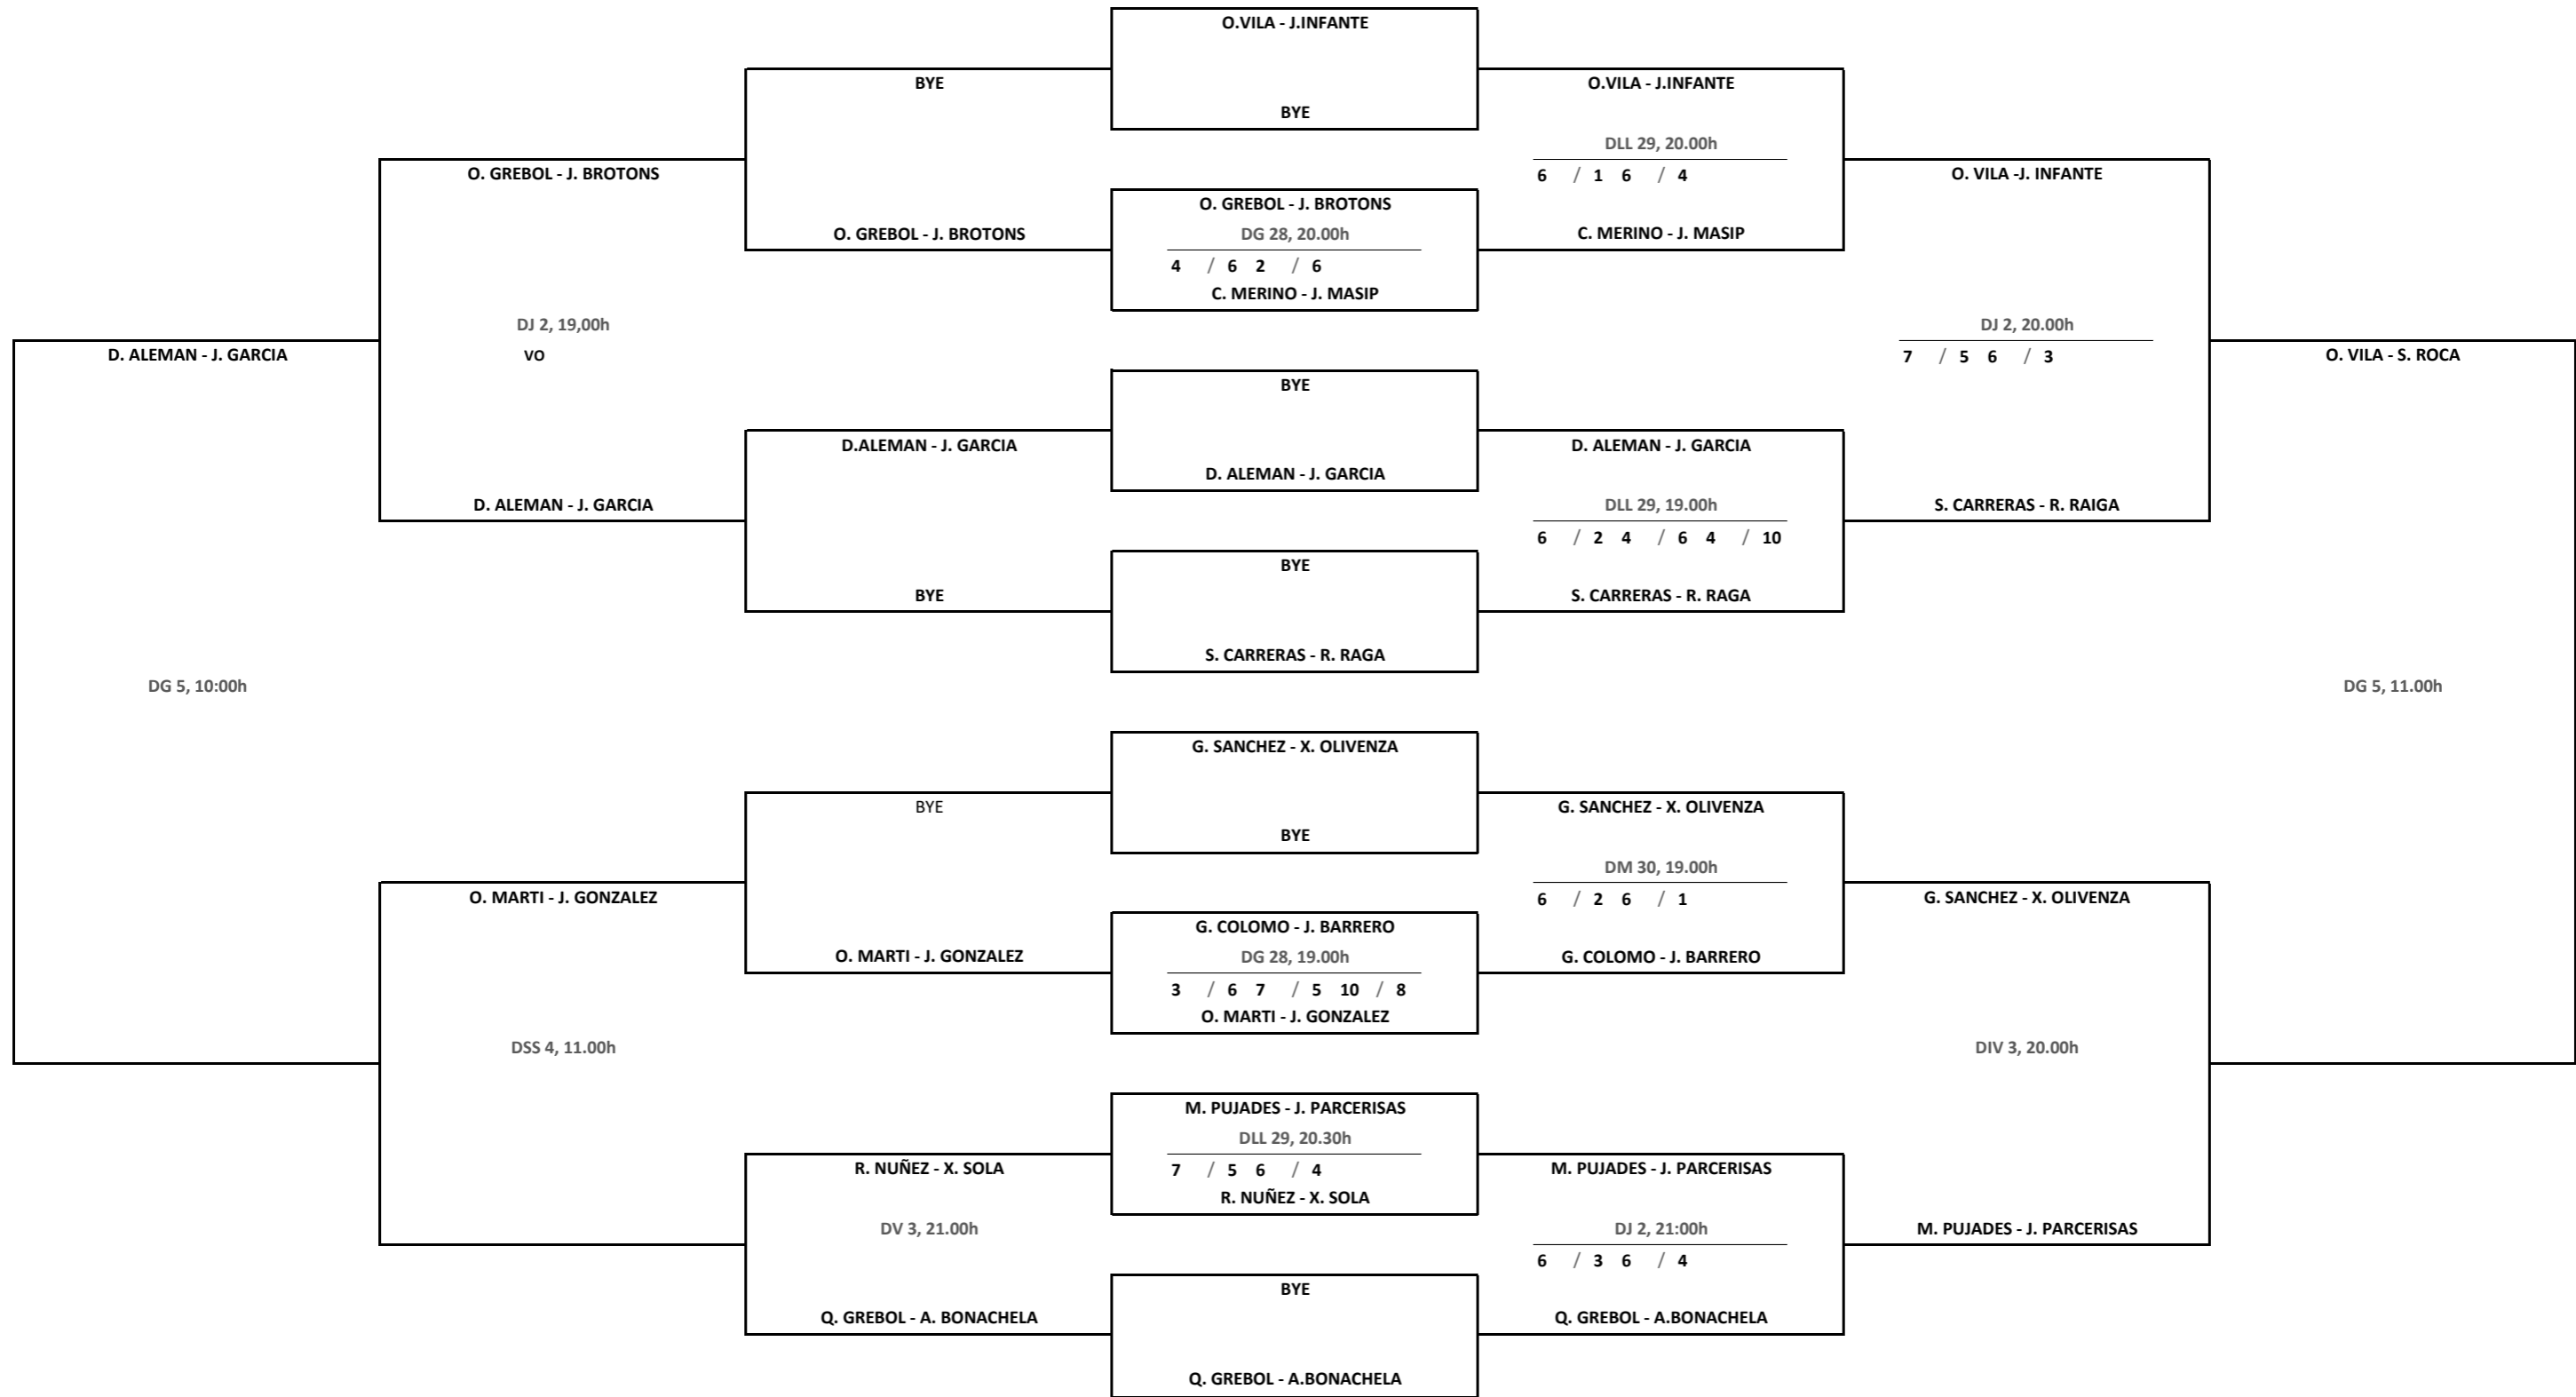 O.VILA - J.INFANTE
BYE
O.VILA - J.INFANTE
BYE
DLL 29, 20.00h
O. GREBOL - J. BROTONS
6 / 1 6 / 4
O. VILA -J. INFANTE
O. GREBOL - J. BROTONS
O. GREBOL - J. BROTONS
DG 28, 20.00h
C. MERINO - J. MASIP
4 / 6 2 / 6
C. MERINO - J. MASIP
DJ 2, 19,00h
DJ 2, 20.00h
D. ALEMAN - J. GARCIA
VO
7 / 5 6 / 3
O. VILA - S. ROCA
BYE
D.ALEMAN - J. GARCIA
D. ALEMAN - J. GARCIA
D. ALEMAN - J. GARCIA
D. ALEMAN - J. GARCIA
DLL 29, 19.00h
S. CARRERAS - R. RAIGA
6 / 2 4 / 6 4 / 10
BYE
BYE
S. CARRERAS - R. RAGA
S. CARRERAS - R. RAGA
DG 5, 10:00h
DG 5, 11.00h
G. SANCHEZ - X. OLIVENZA
BYE
G. SANCHEZ - X. OLIVENZA
BYE
DM 30, 19.00h
O. MARTI - J. GONZALEZ
6 / 2 6 / 1
G. SANCHEZ - X. OLIVENZA
G. COLOMO - J. BARRERO
O. MARTI - J. GONZALEZ
DG 28, 19.00h
G. COLOMO - J. BARRERO
3 / 6 7 / 5 10 / 8
O. MARTI - J. GONZALEZ
DSS 4, 11.00h
DIV 3, 20.00h
M. PUJADES - J. PARCERISAS
DLL 29, 20.30h
R. NUÑEZ - X. SOLA
7 / 5 6 / 4
M. PUJADES - J. PARCERISAS
R. NUÑEZ - X. SOLA
DV 3, 21.00h
DJ 2, 21:00h
M. PUJADES - J. PARCERISAS
6 / 3 6 / 4
BYE
Q. GREBOL - A. BONACHELA
Q. GREBOL - A.BONACHELA
Q. GREBOL - A.BONACHELA